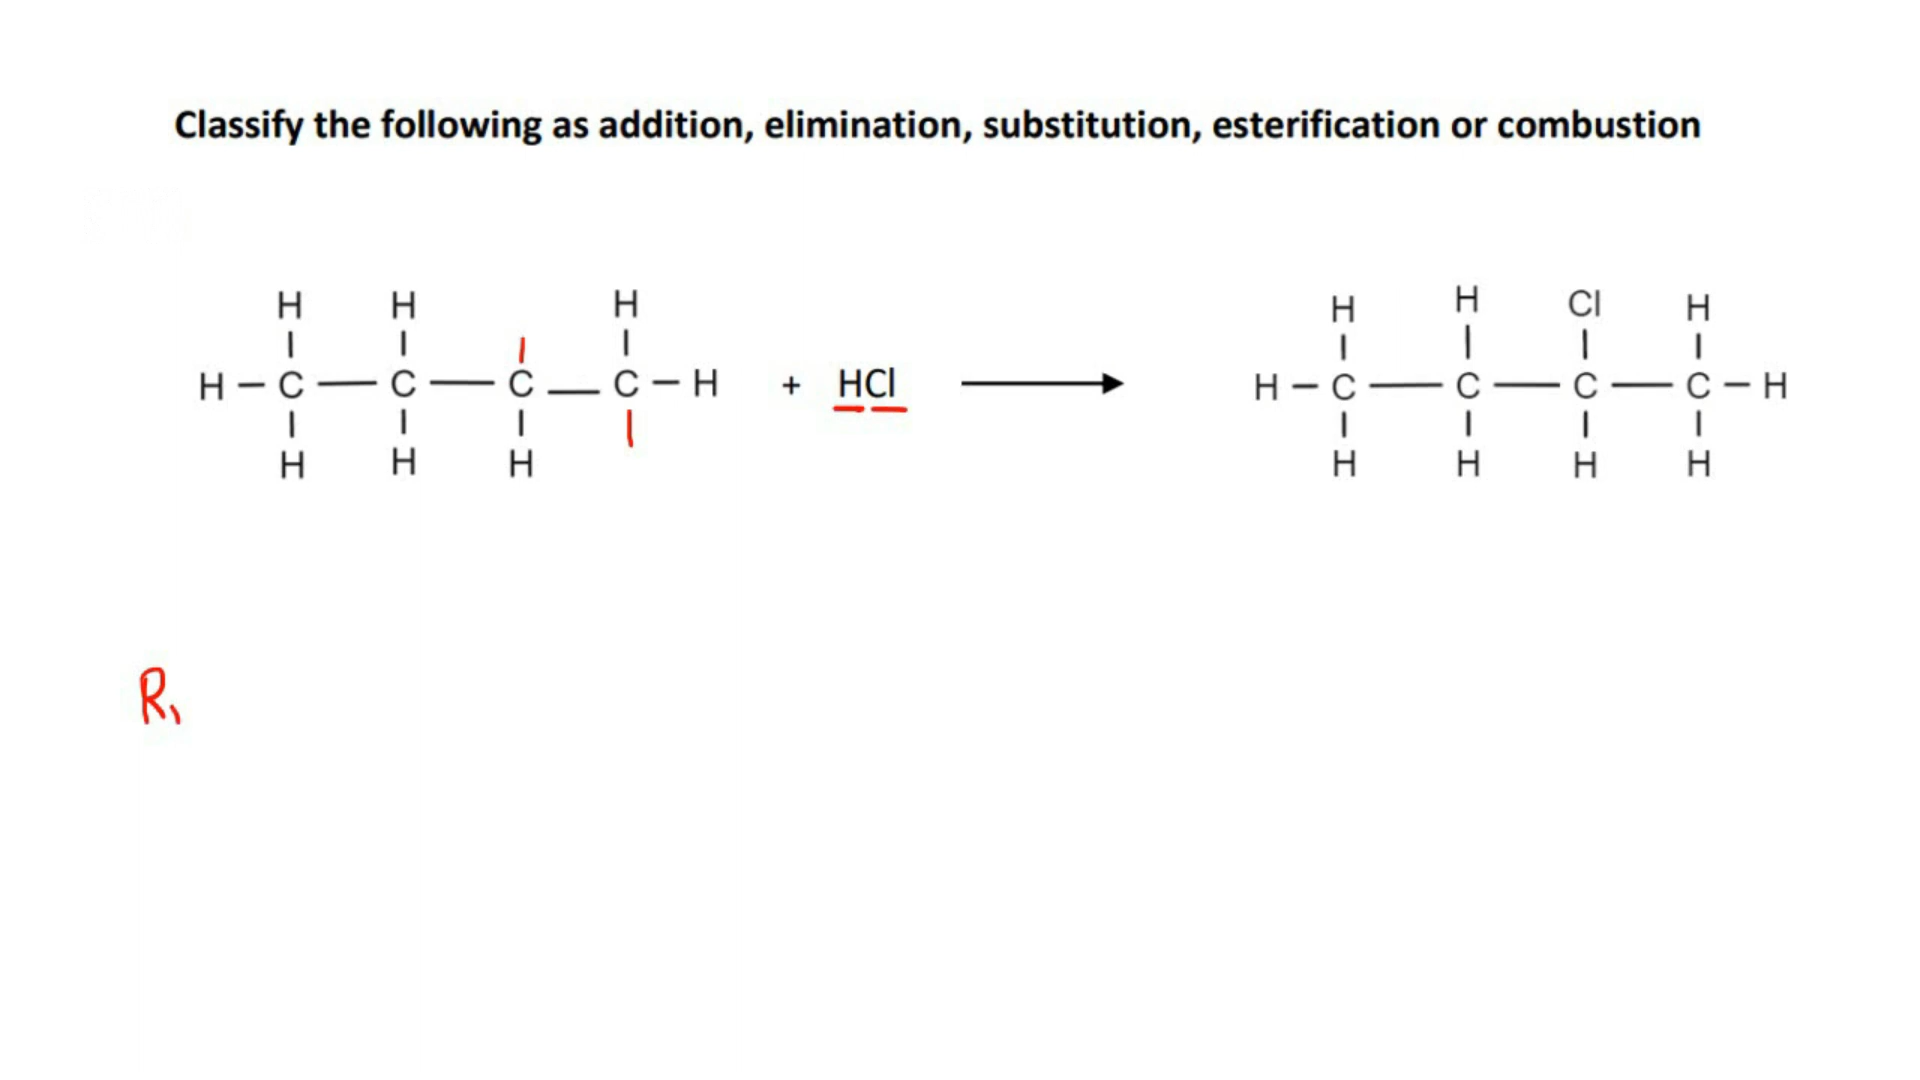 Classify the following as addition, elimination, substitution, esterification or combustion
H H H H H Cl H
H C C C C H + HCl H C C C C H
H H H H H H H
R,